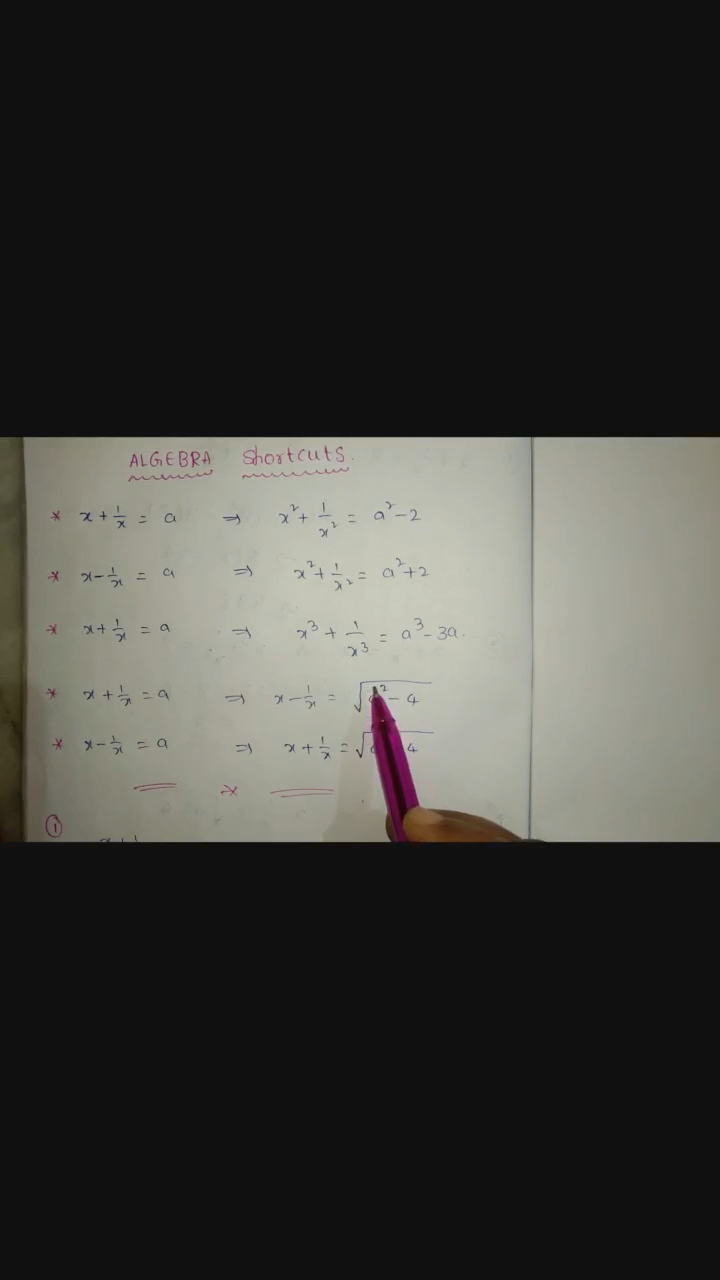 ALGEBRA Shortcuts.
* x + 1/x = a ⇒ x² + 1/x² = a² - 2
* x - 1/x = a ⇒ x² + 1/x² = a² + 2
* x + 1/x = a ⇒ x³ + 1/x³ = a³ - 3a.
* x + 1/x = a ⇒ x - 1/x = √ ² - 4
* x - 1/x = a ⇒ x + 1/x = √ 4
*
①